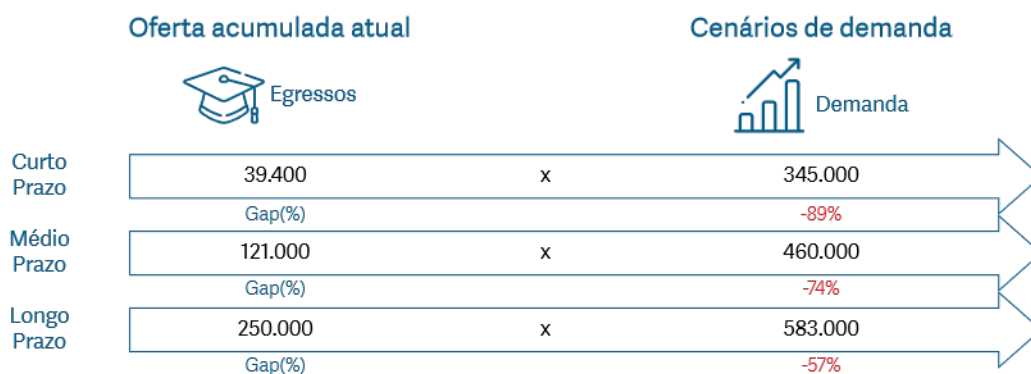 Oferta acumulada atual
Cenários de demanda
Egressos
Demanda
Curto
Prazo
39.400 x 345.000
Gap(%) -89%
Médio
Prazo
121.000 x 460.000
Gap(%) -74%
Longo
Prazo
250.000 x 583.000
Gap(%) -57%